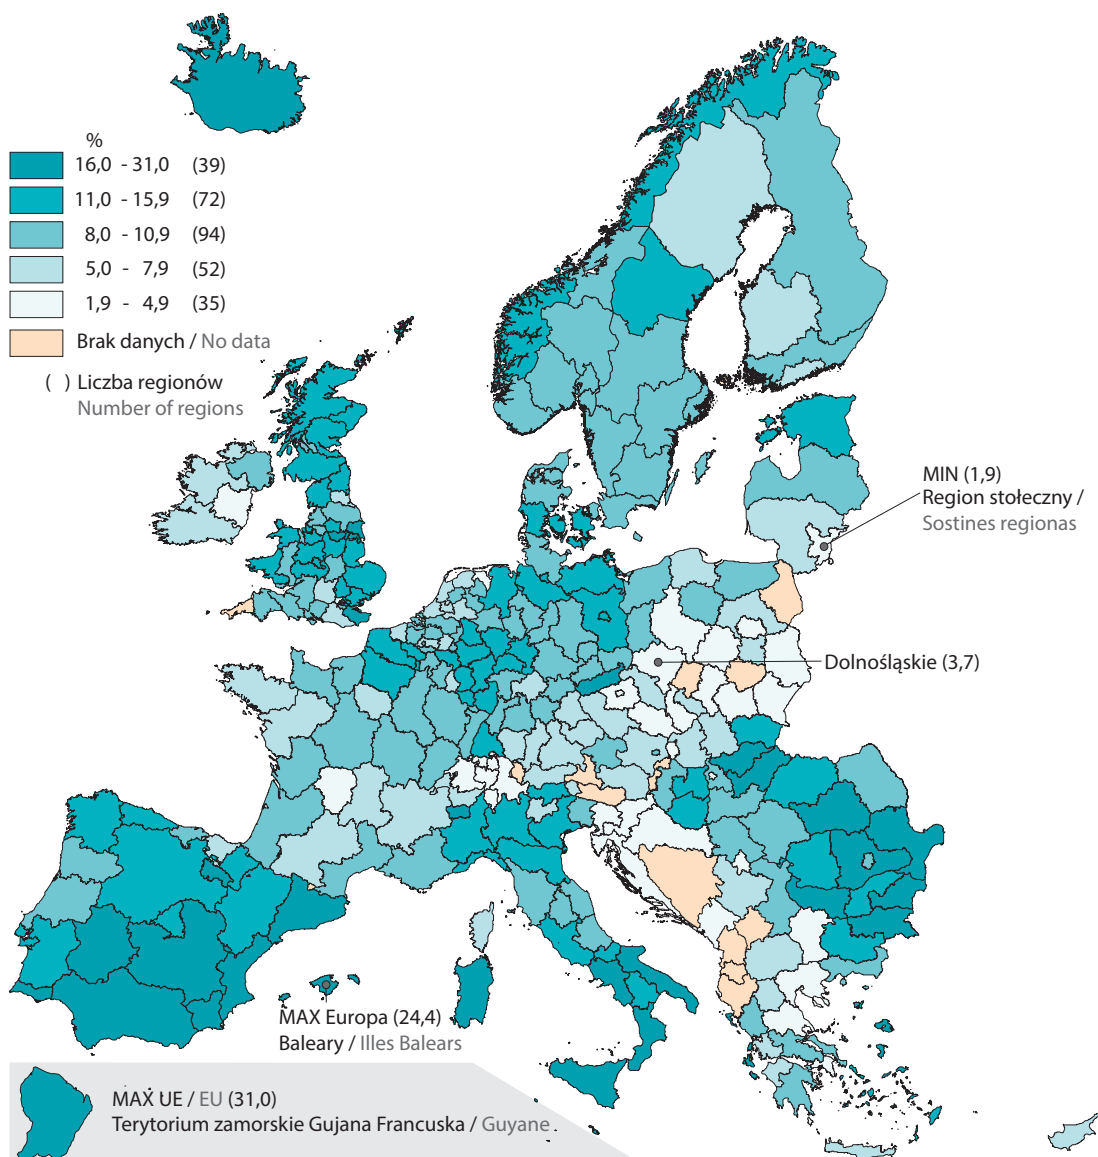 %
16,0 - 31,0 (39)
11,0 - 15,9 (72)
8,0 - 10,9 (94)
5,0 - 7,9 (52)
1,9 - 4,9 (35)
Brak danych / No data
( ) Liczba regionów
Number of regions
MIN (1,9)
Region stołeczny /
Sostines regionas
Dolnośląskie (3,7)
MAX Europa (24,4)
Baleary / Illes Balears
MAX UE / EU (31,0)
Terytorium zamorskie Gujana Francuska / Guyane